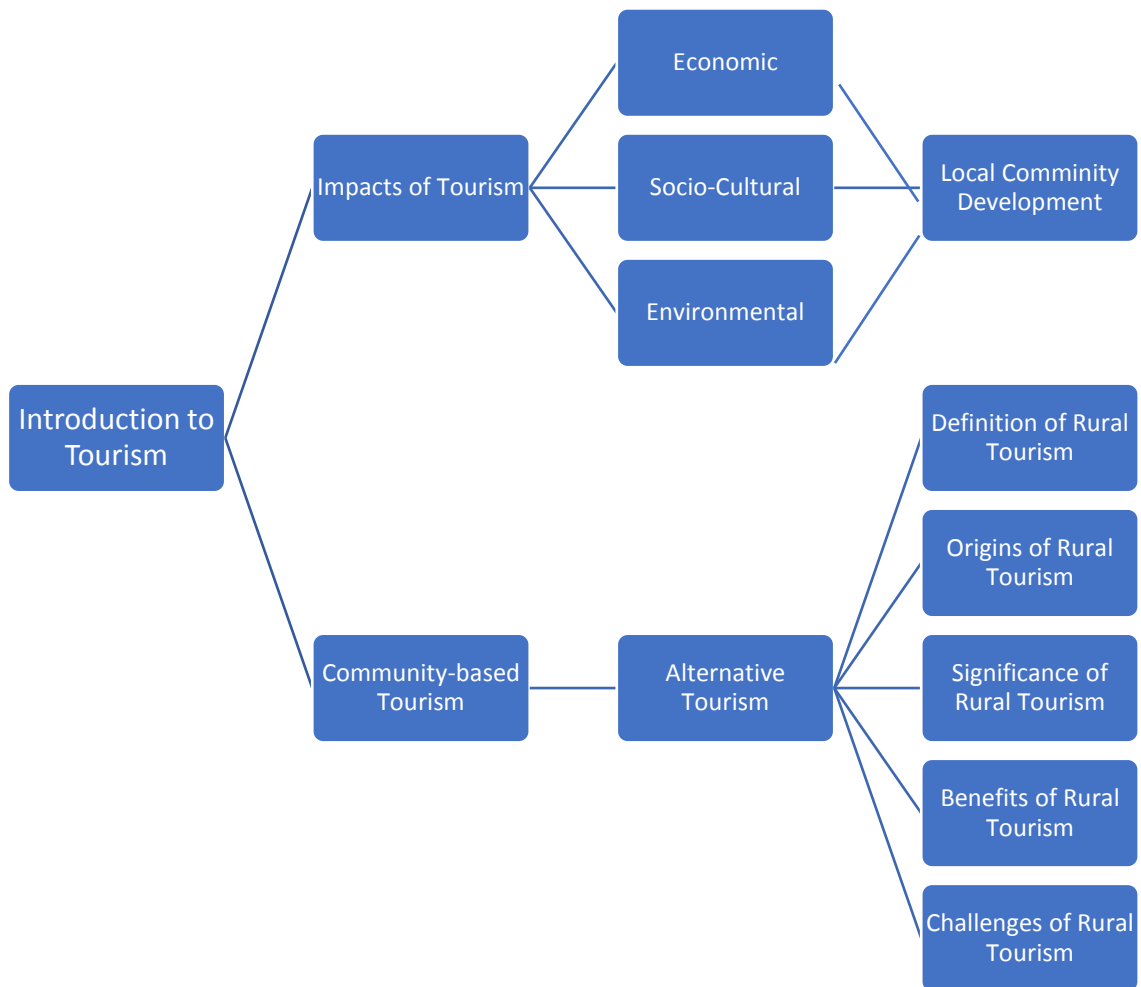 Economic
Impacts of Tourism
Socio-Cultural
Local Comminity
Development
Environmental
Introduction to
Tourism
Definition of Rural
Tourism
Origins of Rural
Tourism
Community-based
Tourism
Alternative
Tourism
Significance of
Rural Tourism
Benefits of Rural
Tourism
Challenges of Rural
Tourism